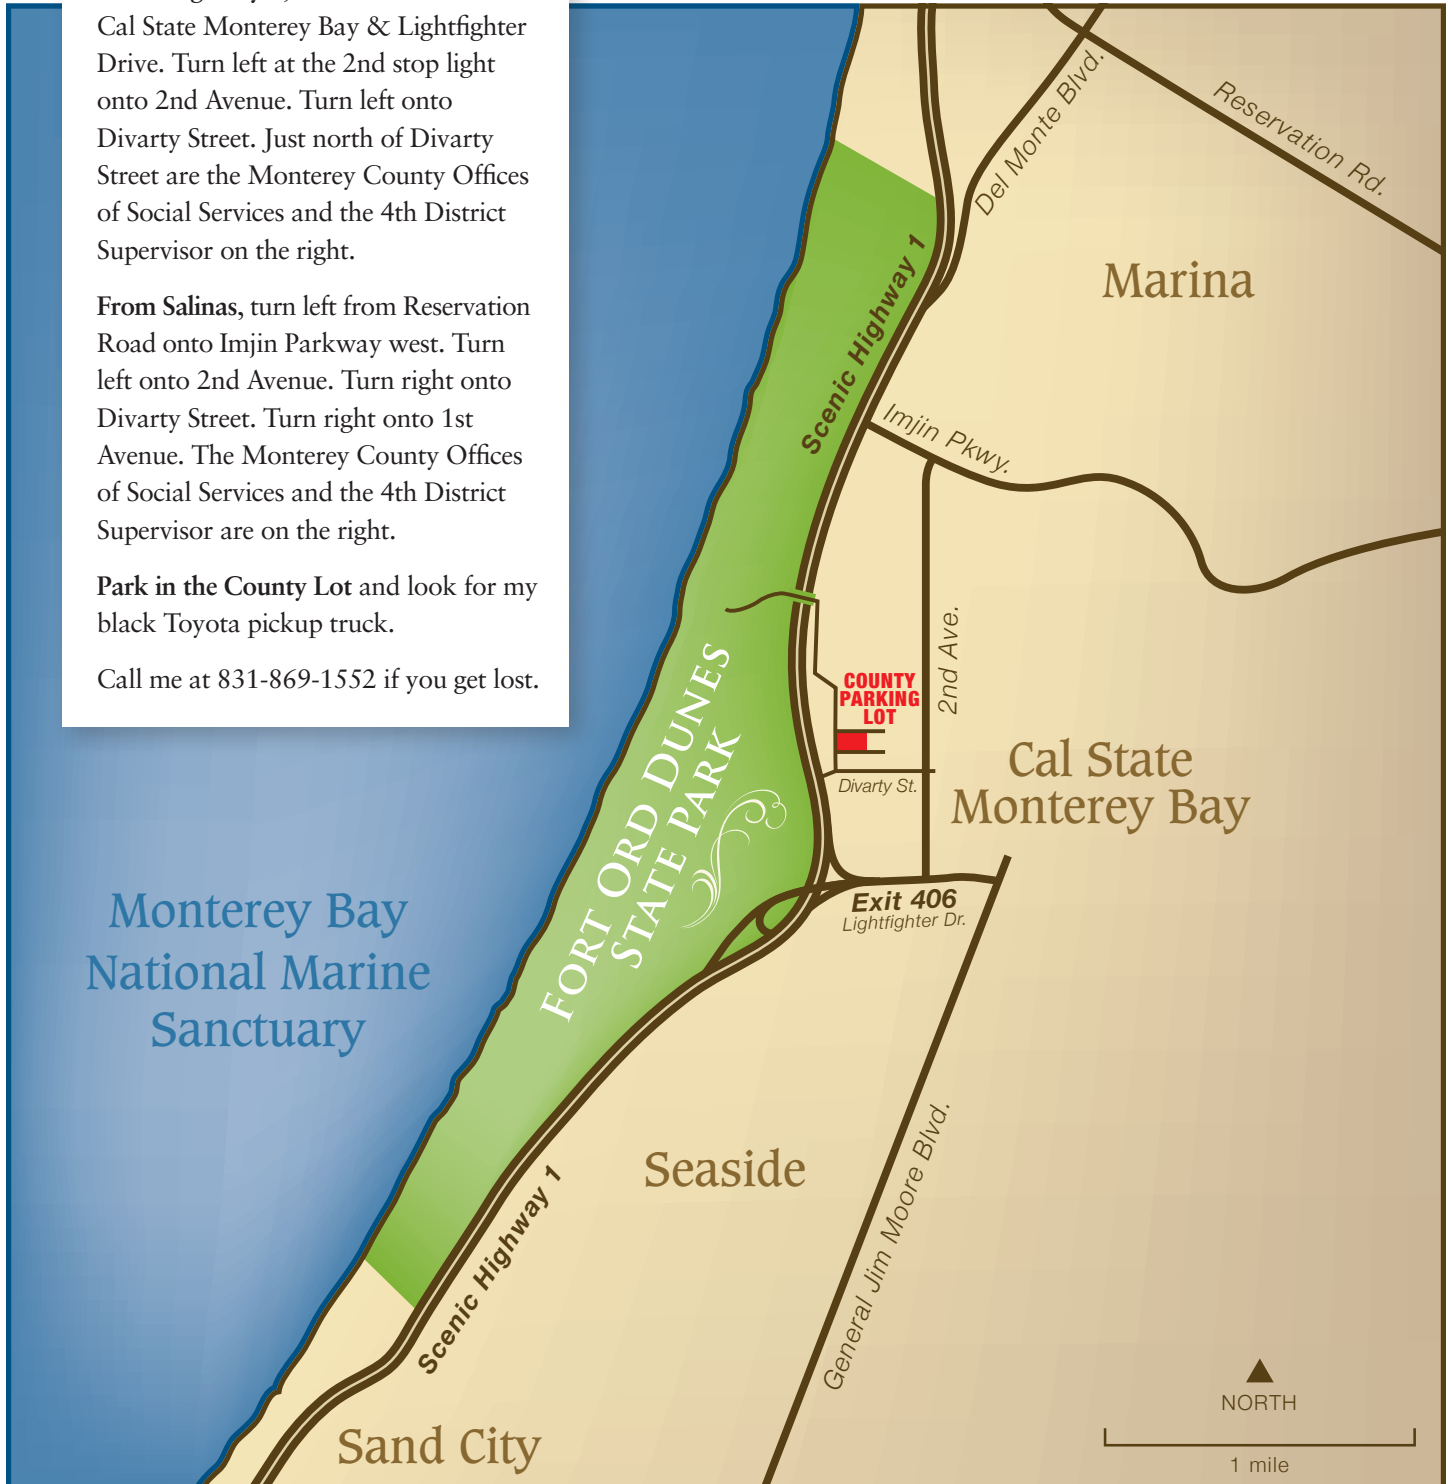 Cal State Monterey Bay & Lightfighter
Drive. Turn left at the 2nd stop light
onto 2nd Avenue. Turn left onto
Divarty Street. Just north of Divarty
Street are the Monterey County Offices
of Social Services and the 4th District
Supervisor on the right.
From Salinas, turn left from Reservation
Road onto Imjin Parkway west. Turn
left onto 2nd Avenue. Turn right onto
Divarty Street. Turn right onto 1st
Avenue. The Monterey County Offices
of Social Services and the 4th District
Supervisor are on the right.
Park in the County Lot and look for my
black Toyota pickup truck.
Call me at 831-869-1552 if you get lost.
Del Monte Blvd.
Reservation Rd.
Marina
Scenic Highway 1
Imjin Pkwy.
2nd Ave.
COUNTY
PARKING
LOT
Divarty St.
Cal State
Monterey Bay
FORT ORD DUNES
STATE PARK
Exit 406
Lightfighter Dr.
Monterey Bay
National Marine
Sanctuary
Seaside
General Jim Moore Blvd.
Scenic Highway 1
Sand City
NORTH
1 mile